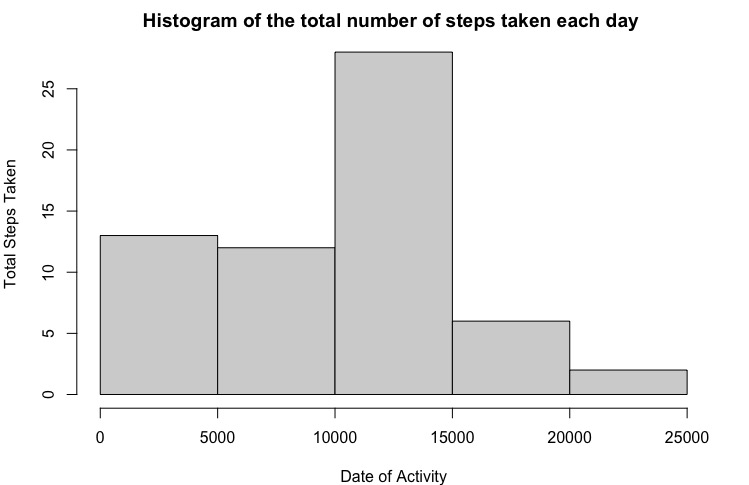 Histogram of the total number of steps taken each day
Total Steps Taken
25
20
15
10
5
0
0 5000 10000 15000 20000 25000
Date of Activity